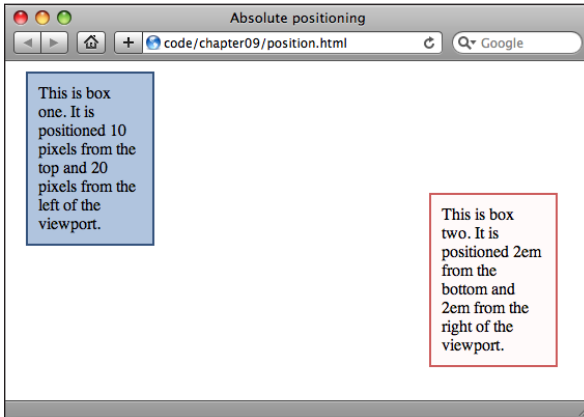 Absolute positioning
code/chapter09/position.html
Google
This is box
one. It is
positioned 10
pixels from the
top and 20
pixels from the
left of the
viewport.
This is box
two. It is
positioned 2em
from the
bottom and
2em from the
right of the
viewport.